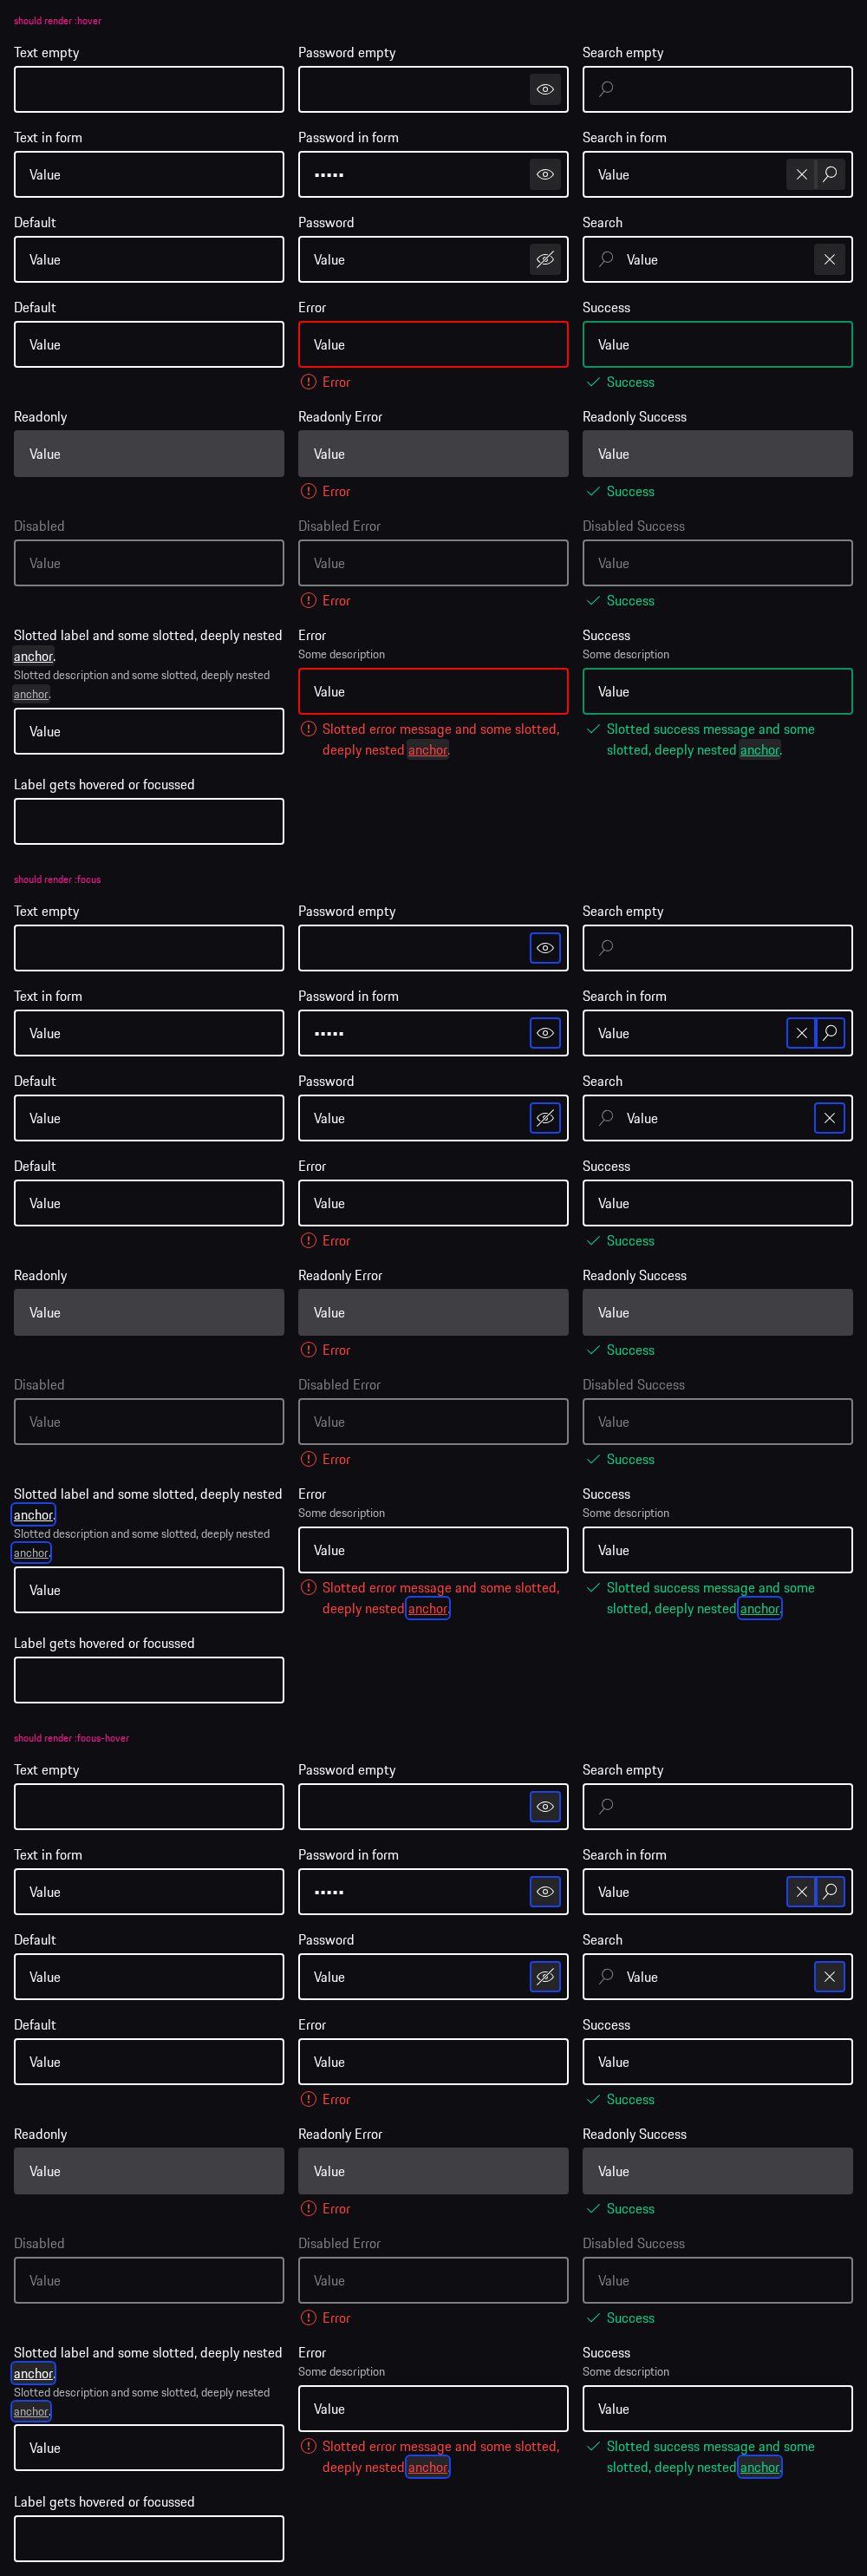 should render :hover
Text empty
Password empty
Search empty
Text in form
Password in form
Search in form
Value
•••••
Value
Default
Password
Search
Value
Value
Value
Default
Error
Success
Value
Value
Value
Error
Success
Readonly
Readonly Error
Readonly Success
Value
Value
Value
Error
Success
Disabled
Disabled Error
Disabled Success
Value
Value
Value
Error
Success
Slotted label and some slotted, deeply nested
anchor.
Slotted description and some slotted, deeply nested
anchor.
Value
Error
Some description
Value
Slotted error message and some slotted,
deeply nested anchor.
Success
Some description
Value
Slotted success message and some
slotted, deeply nested anchor.
Label gets hovered or focussed
should render :focus
Text empty
Password empty
Search empty
Text in form
Password in form
Search in form
Value
•••••
Value
Default
Password
Search
Value
Value
Value
Default
Error
Success
Value
Value
Value
Error
Success
Readonly
Readonly Error
Readonly Success
Value
Value
Value
Error
Success
Disabled
Disabled Error
Disabled Success
Value
Value
Value
Error
Success
Slotted label and some slotted, deeply nested
anchor.
Slotted description and some slotted, deeply nested
anchor.
Value
Error
Some description
Value
Slotted error message and some slotted,
deeply nested anchor.
Success
Some description
Value
Slotted success message and some
slotted, deeply nested anchor.
Label gets hovered or focussed
should render :focus-hover
Text empty
Password empty
Search empty
Text in form
Password in form
Search in form
Value
•••••
Value
Default
Password
Search
Value
Value
Value
Default
Error
Success
Value
Value
Value
Error
Success
Readonly
Readonly Error
Readonly Success
Value
Value
Value
Error
Success
Disabled
Disabled Error
Disabled Success
Value
Value
Value
Error
Success
Slotted label and some slotted, deeply nested
anchor.
Slotted description and some slotted, deeply nested
anchor.
Value
Error
Some description
Value
Slotted error message and some slotted,
deeply nested anchor.
Success
Some description
Value
Slotted success message and some
slotted, deeply nested anchor.
Label gets hovered or focussed